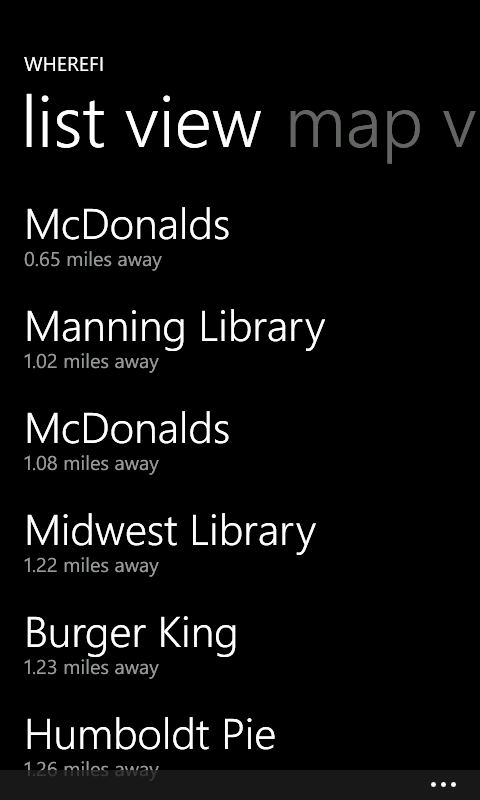 WHEREFI
list view map v
McDonalds
0.65 miles away
Manning Library
1.02 miles away
McDonalds
1.08 miles away
Midwest Library
1.22 miles away
Burger King
1.23 miles away
Humboldt Pie
1.26 miles away